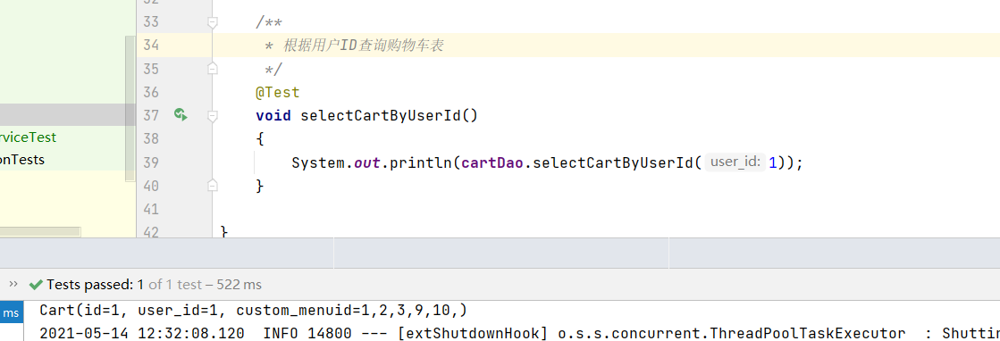 33 /**
34 * 根据用户ID查询购物车表
35 */
36 @Test
37 void selectCartByUserId()
38 {
rviceTest
39 System.out.println(cartDao.selectCartByUserId( user_id: 1));
onTests
40 }
41
42 }
›› Tests passed: 1 of 1 test – 522 ms
ms Cart(id=1, user_id=1, custom_menuid=1,2,3,9,10,)
2021-05-14 12:32:08.120 INFO 14800 --- [extShutdownHook] o.s.s.concurrent.ThreadPoolTaskExecutor : Shuttin